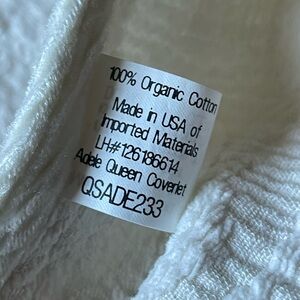 100% Organic Cotton
Made in USA of
Imported Materials
LH#126186614
Adele Queen Coverlet
QSADE233